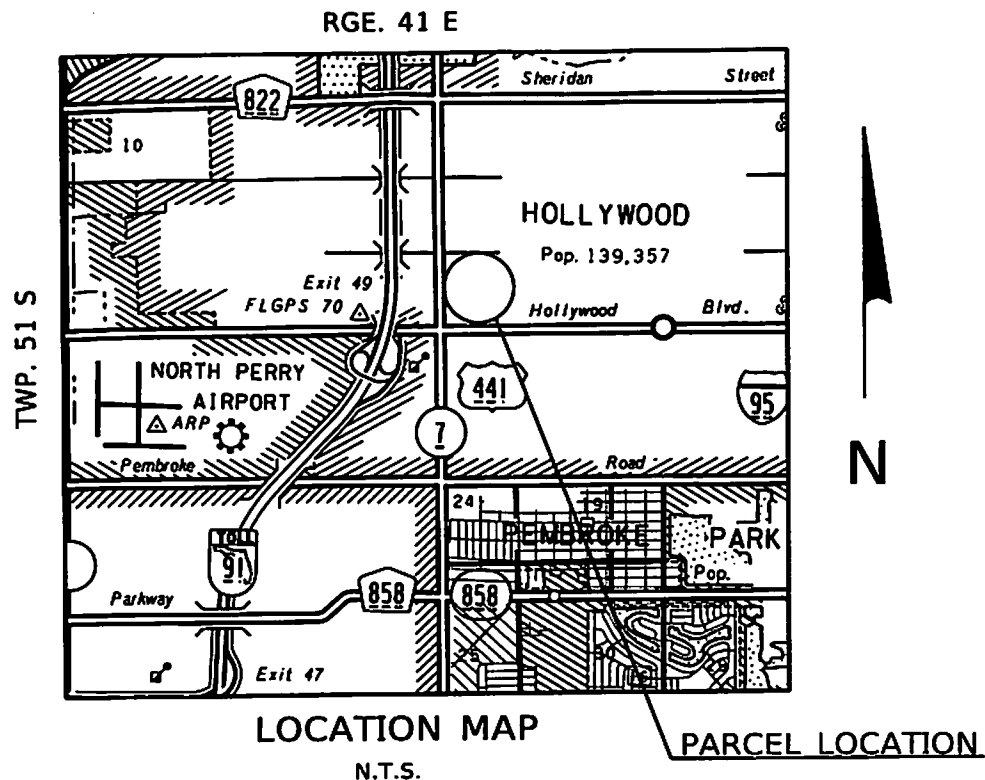 RGE. 41 E
Sheridan Street
822
10
HOLLYWOOD
Pop. 139,357
Exit 49
FLGPS 70
Hollywood Blvd.
TWP. 51 S
NORTH PERRY
AIRPORT
ARP
441
95
7
N
Pembroke Road
24
19
PEMBROKE PARK
TOLL
91
Pop.
858
858
Parkway
Exit 47
LOCATION MAP
PARCEL LOCATION
N.T.S.